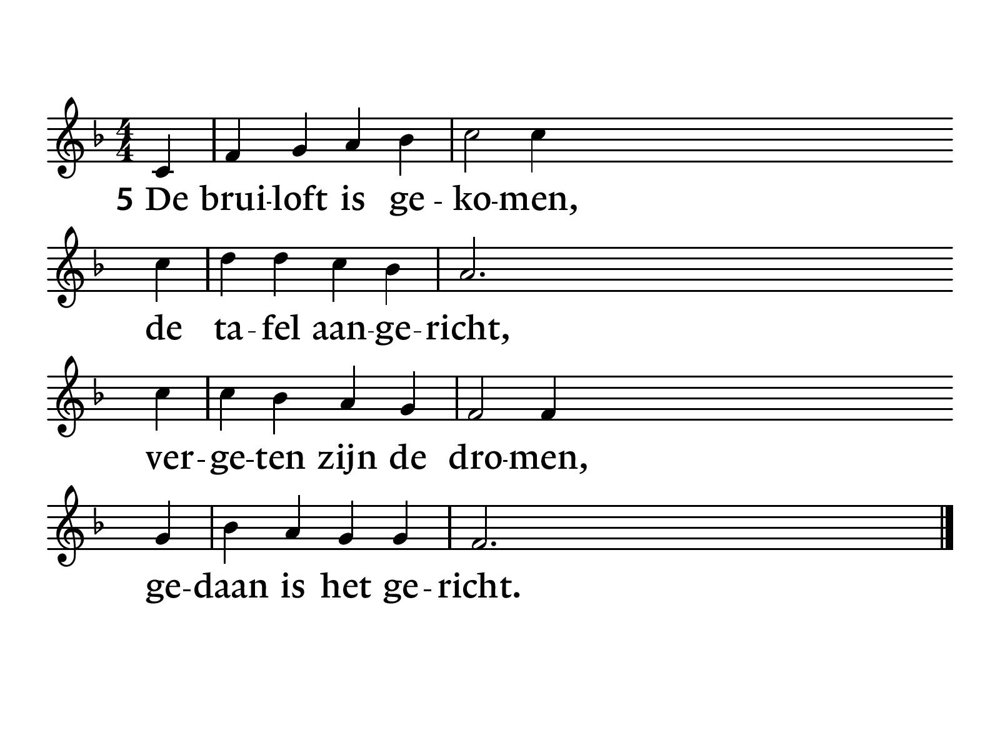 5 De brui-loft is ge - ko-men,
de ta - fel aan-ge-richt,
ver-ge-ten zijn de dro-men,
ge-daan is het ge - richt.